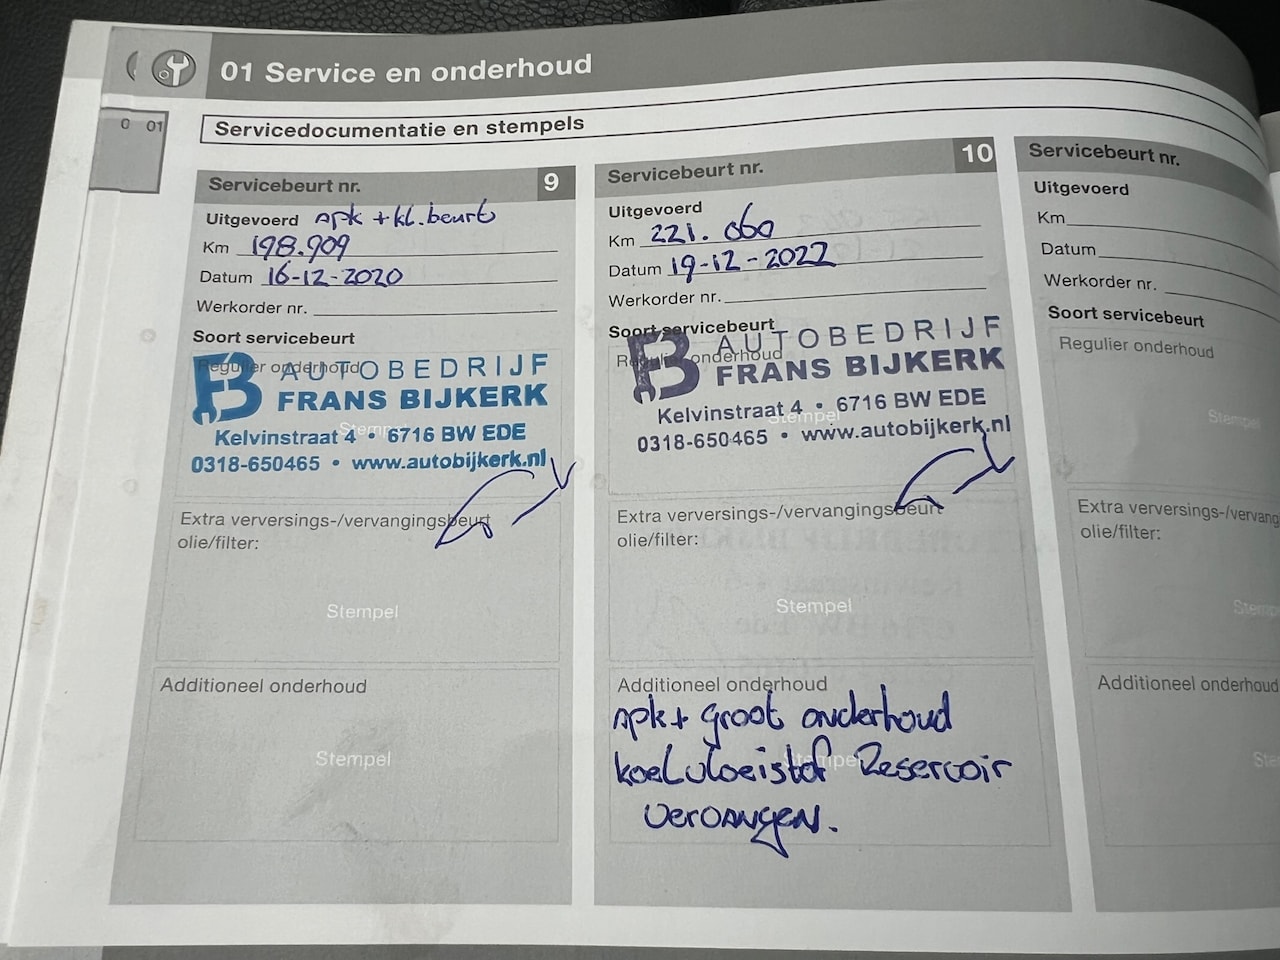 01 Service en onderhoud
0 01
Servicedocumentatie en stempels
Servicebeurt nr. 9
Uitgevoerd apk + kl. beurt
Km 198.909
Datum 16-12-2020
Werkorder nr.
Soort servicebeurt
Regulier onderhoud
AUTOBEDRIJF
FRANS BIJKERK
Stempel
Kelvinstraat 4 • 6716 BW EDE
0318-650465 • www.autobijkerk.nl
Extra verversings-/vervangingsbeurt
olie/filter:
Stempel
Additioneel onderhoud
Stempel
Servicebeurt nr. 10
Uitgevoerd
Km 221.060
Datum 19-12-2022
Werkorder nr.
Soort servicebeurt
Regulier onderhoud
AUTOBEDRIJF
FRANS BIJKERK
Kelvinstraat 4 • 6716 BW EDE
Stempel
0318-650465 • www.autobijkerk.nl
Extra verversings-/vervangingsbeurt
olie/filter:
Stempel
Additioneel onderhoud
apk + groot onderhoud
koelvloeistof Reservoir
Stempel
vervangen.
Servicebeurt nr.
Uitgevoerd
Km
Datum
Werkorder nr.
Soort servicebeurt
Regulier onderhoud
Stempel
Extra verversings-/vervang
olie/filter:
Stemp
Additioneel onderhoud
Ste